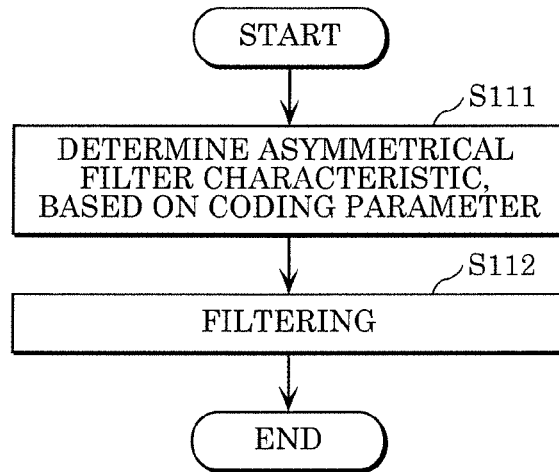 START
S111
DETERMINE ASYMMETRICAL
FILTER CHARACTERISTIC,
BASED ON CODING PARAMETER
S112
FILTERING
END